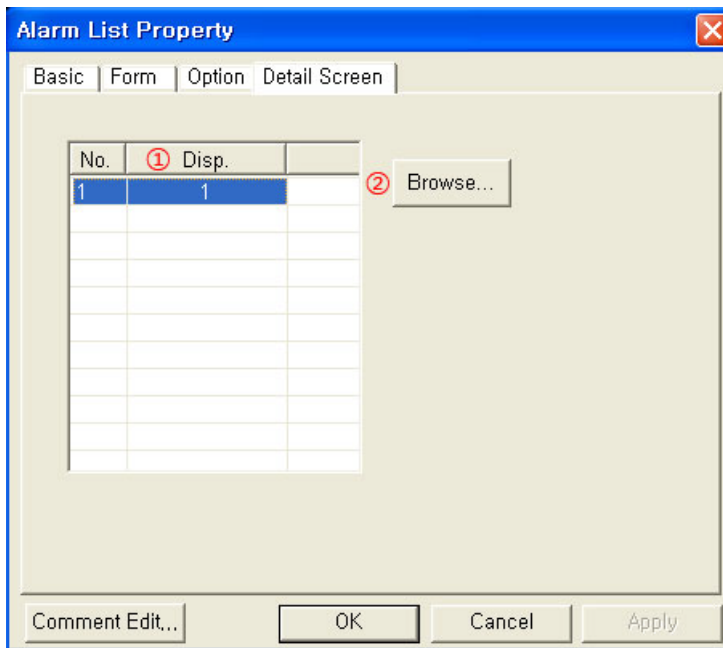 Alarm List Property
Basic Form Option Detail Screen
No. ① Disp.
1 1
② Browse...
Comment Edit... OK Cancel Apply